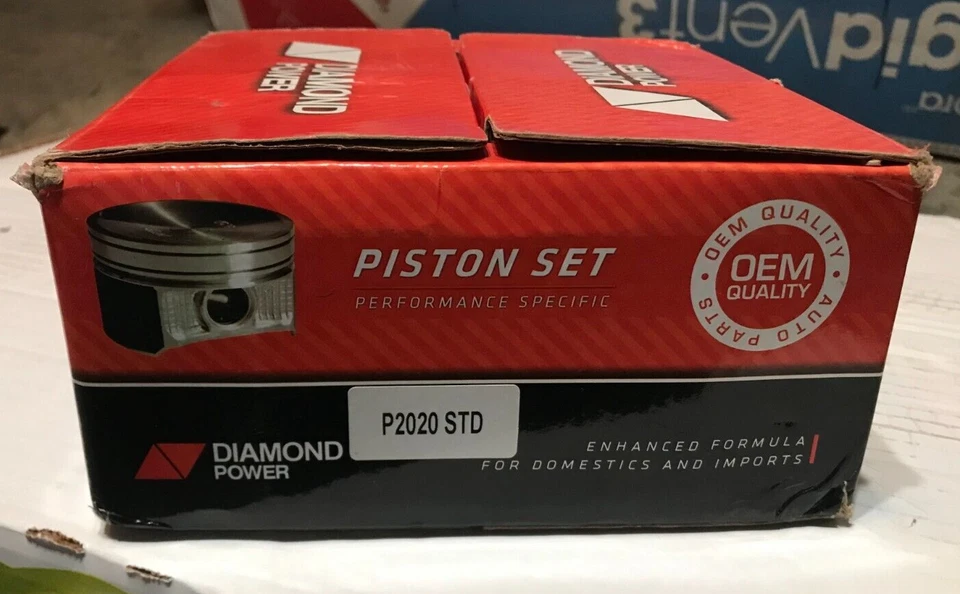 DIAMOND
POWER
DIAMOND
POWER
gidVent3
ora
PISTON SET
PERFORMANCE SPECIFIC
OEM QUALITY • AUTO PARTS •
OEM
QUALITY
P2020 STD
DIAMOND
POWER
ENHANCED FORMULA
FOR DOMESTICS AND IMPORTS